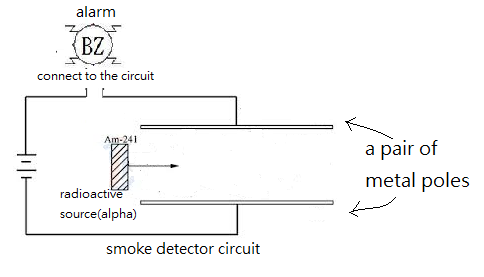 alarm
BZ
connect to the circuit
Am-241
a pair of
metal poles
radioactive
source(alpha)
smoke detector circuit